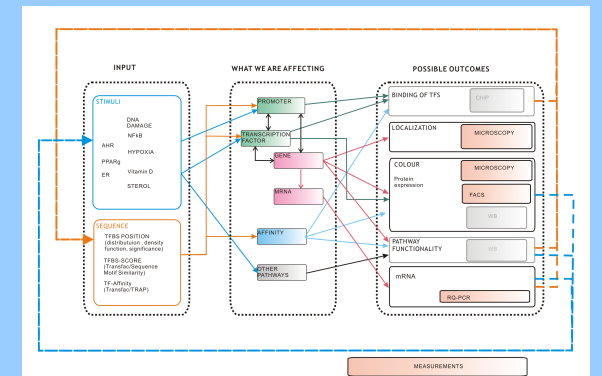 INPUT
WHAT WE ARE AFFECTING
POSSIBLE OUTCOMES
STIMULI
DNA
DAMAGE
NFkB
AHR
HYPOXIA
PPARg
ER
Vitamin D
STEROL
SEQUENCE
TFBS-POSITION
(distributuion , density
function, significance)
TFBS-SCORE
(Transfac/Sequence
Motif Similarity)
TF-Affinity
(Transfac/TRAP)
PROMOTER
TRANSCRIPTION
FACTOR
GENE
MRNA
AFFINITY
OTHER
PATHWAYS
BINDING OF TFS
CHIP
LOCALIZATION
MICROSCOPY
COLOUR
Protein
expression
MICROSCOPY
FACS
WB
PATHWAY
FUNCTIONALITY
WB
mRNA
RQ-PCR
MEASUREMENTS